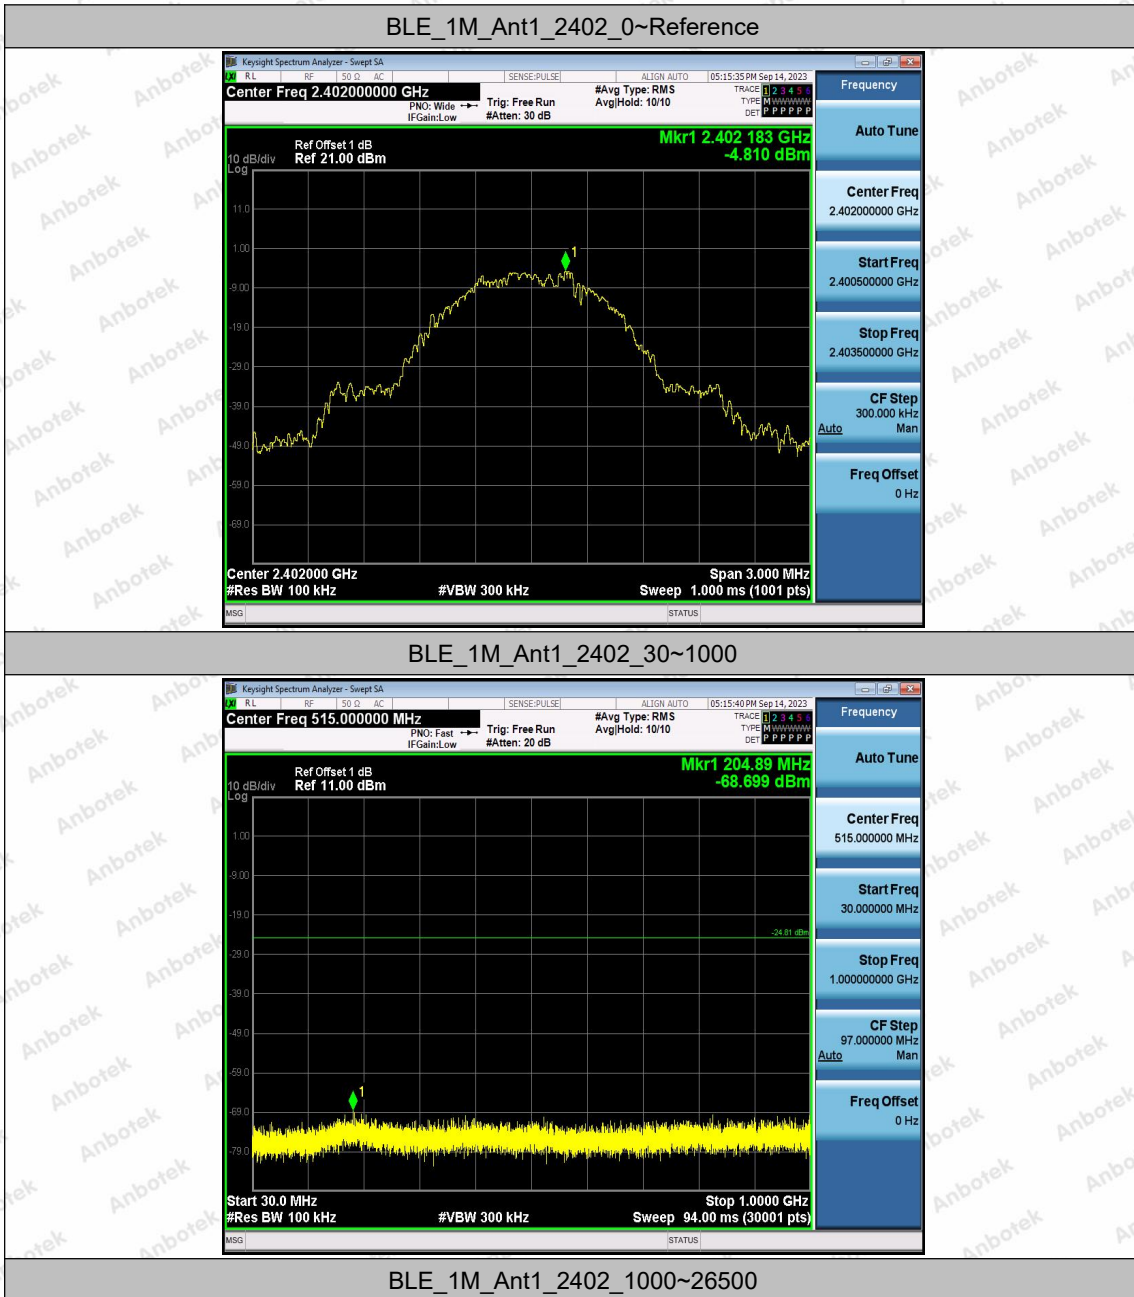 BLE_1M_Ant1_2402_0~Reference
Keysight Spectrum Analyzer - Swept SA
RL RF 50 Ω AC SENSE:PULSE ALIGN AUTO 05:15:35 PM Sep 14, 2023
Center Freq 2.402000000 GHz
PNO: Wide
IFGain:Low
Trig: Free Run
#Atten: 30 dB
#Avg Type: RMS
Avg|Hold: 10/10
TRACE 1 2 3 4 5 6
TYPE M W W W W W
DET P P P P P P
Frequency
Auto Tune
Center Freq
2.402000000 GHz
Start Freq
2.400500000 GHz
Stop Freq
2.403500000 GHz
CF Step
300.000 kHz
Auto Man
Freq Offset
0 Hz
Ref Offset 1 dB
10 dB/div Ref 21.00 dBm
Log
Mkr1 2.402 183 GHz
-4.810 dBm
11.0
1.00
-9.00
-19.0
-29.0
-39.0
-49.0
-59.0
-69.0
1
Center 2.402000 GHz Span 3.000 MHz
#Res BW 100 kHz #VBW 300 kHz Sweep 1.000 ms (1001 pts)
MSG STATUS
BLE_1M_Ant1_2402_30~1000
Keysight Spectrum Analyzer - Swept SA
RL RF 50 Ω AC SENSE:PULSE ALIGN AUTO 05:15:40 PM Sep 14, 2023
Center Freq 515.000000 MHz
PNO: Fast
IFGain:Low
Trig: Free Run
#Atten: 20 dB
#Avg Type: RMS
Avg|Hold: 10/10
TRACE 1 2 3 4 5 6
TYPE M W W W W W
DET P P P P P P
Frequency
Auto Tune
Center Freq
515.000000 MHz
Start Freq
30.000000 MHz
Stop Freq
1.000000000 GHz
CF Step
97.000000 MHz
Auto Man
Freq Offset
0 Hz
Ref Offset 1 dB
10 dB/div Ref 11.00 dBm
Log
Mkr1 204.89 MHz
-68.699 dBm
1.00
-9.00
-19.0
-24.81 dBm
-29.0
-39.0
-49.0
-59.0
-69.0
-79.0
1
Start 30.0 MHz Stop 1.0000 GHz
#Res BW 100 kHz #VBW 300 kHz Sweep 94.00 ms (30001 pts)
MSG STATUS
BLE_1M_Ant1_2402_1000~26500
Anbotek